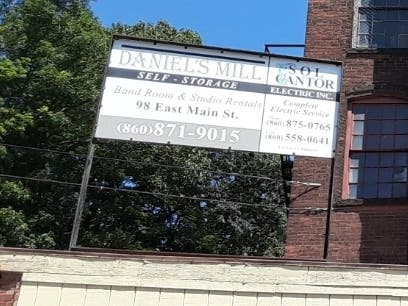 DANIEL'S MILL
SELF - STORAGE
Band Room & Studio Rentals
98 East Main St.
(860)871-9015
SOL
CANTOR
ELECTRIC INC.
Complete
Electric Service
(860) 875-0765
(860) 558-0641